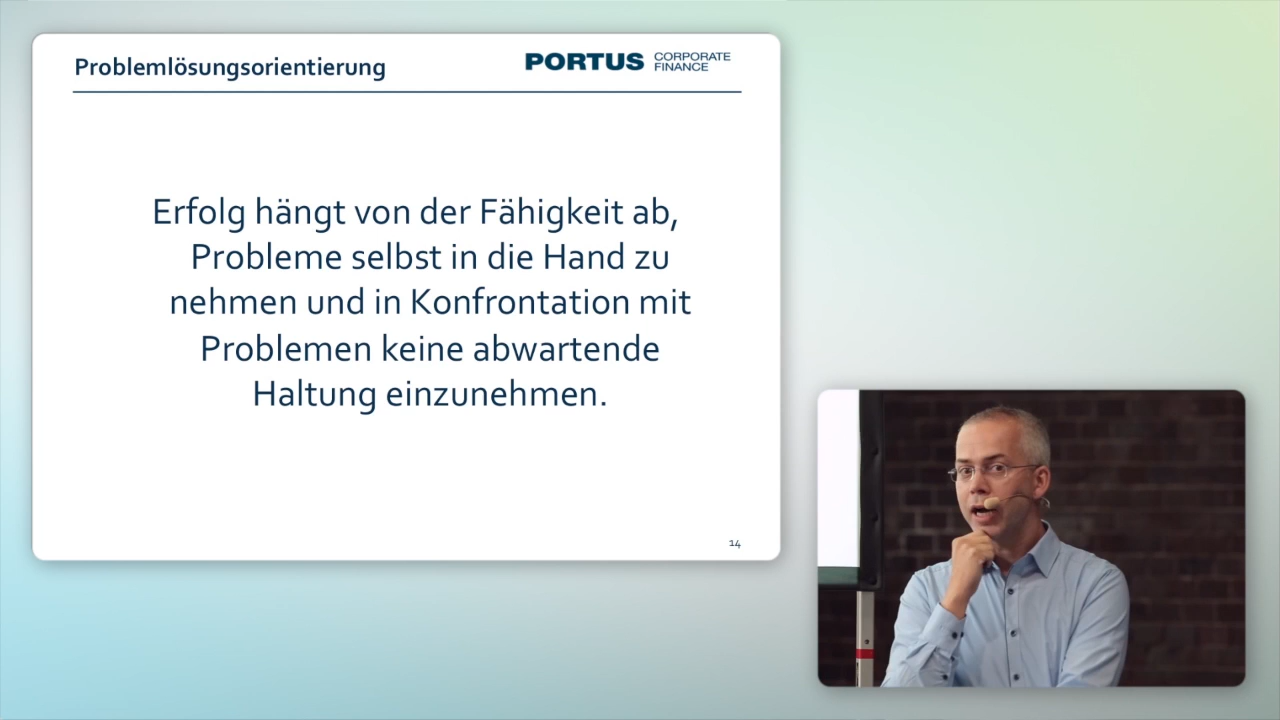 Problemlösungsorientierung
PORTUS CORPORATE
FINANCE
Erfolg hängt von der Fähigkeit ab,
Probleme selbst in die Hand zu
nehmen und in Konfrontation mit
Problemen keine abwartende
Haltung einzunehmen.
14